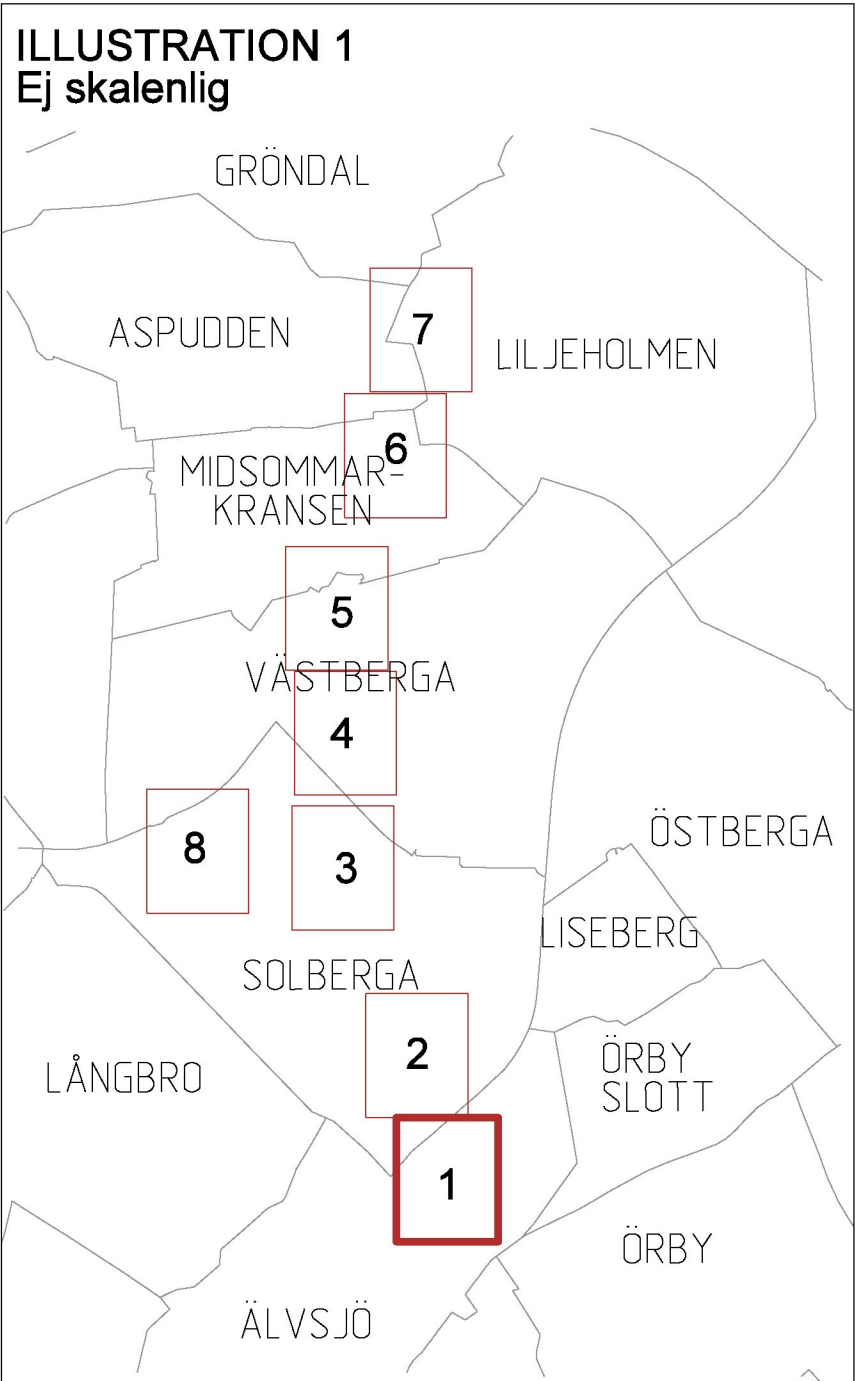 ILLUSTRATION 1
Ej skalenlig
GRÖNDAL
ASPUDDEN
7
LILJEHOLMEN
6
MIDSOMMAR-
KRANSEN
5
VÄSTBERGA
4
ÖSTBERGA
8
3
LISEBERG
SOLBERGA
2
ÖRBY
SLOTT
LÅNGBRO
1
ÖRBY
ÄLVSJÖ